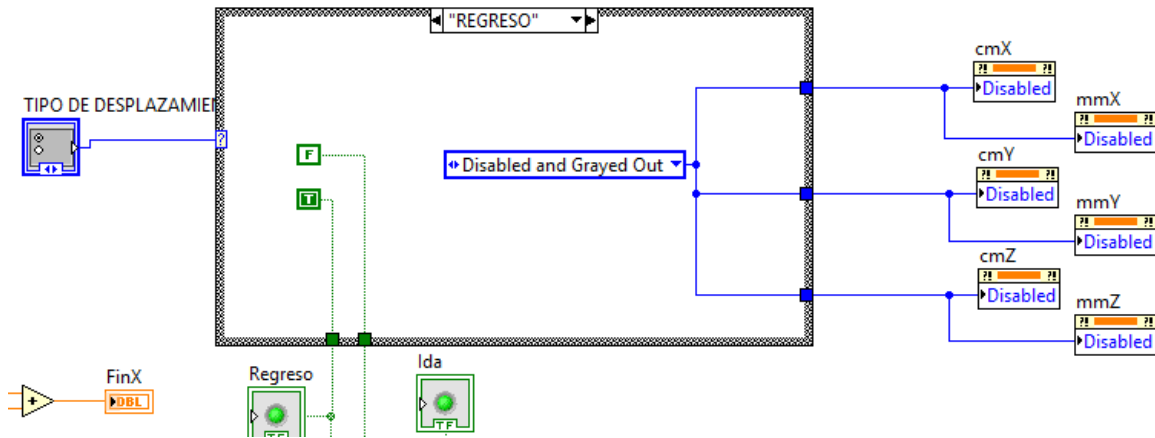 "REGRESO"
TIPO DE DESPLAZAMIEN
?
F
T
Disabled and Grayed Out
cmX
?! ?!
Disabled
mmX
?! ?!
Disabled
cmY
?! ?!
Disabled
mmY
?! ?!
Disabled
cmZ
?! ?!
Disabled
mmZ
?! ?!
Disabled
+
FinX
DBL
Regreso
TF
Ida
TF